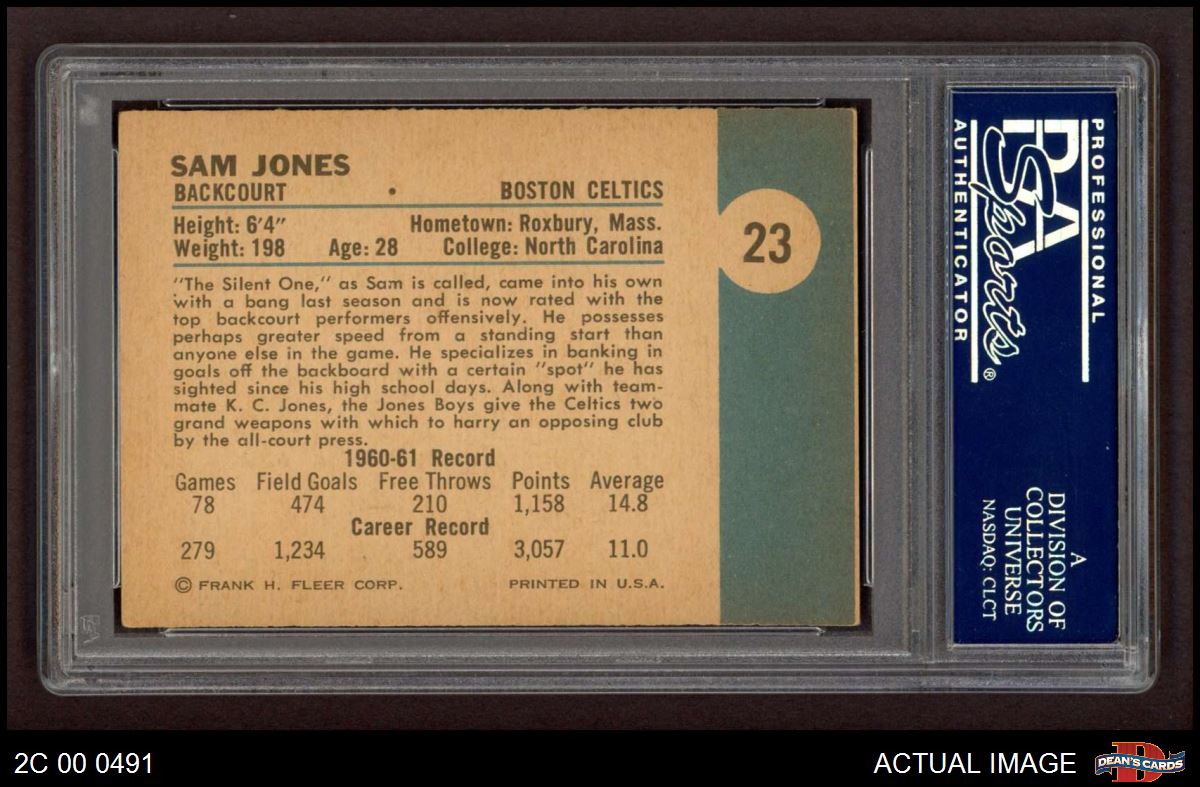 SAM JONES
BACKCOURT • BOSTON CELTICS
Height: 6'4" Hometown: Roxbury, Mass.
Weight: 198 Age: 28 College: North Carolina
23
"The Silent One," as Sam is called, came into his own
with a bang last season and is now rated with the
top backcourt performers offensively. He possesses
perhaps greater speed from a standing start than
anyone else in the game. He specializes in banking in
goals off the backboard with a certain "spot" he has
sighted since his high school days. Along with team-
mate K. C. Jones, the Jones Boys give the Celtics two
grand weapons with which to harry an opposing club
by the all-court press.
1960-61 Record
Games Field Goals Free Throws Points Average
78 474 210 1,158 14.8
Career Record
279 1,234 589 3,057 11.0
© FRANK H. FLEER CORP. PRINTED IN U.S.A.
PROFESSIONAL
PSA
Sports®
AUTHENTICATOR
A
DIVISION OF
COLLECTORS
UNIVERSE
NASDAQ: CLCT
2C 00 0491
ACTUAL IMAGE
D
DEAN'S CARDS